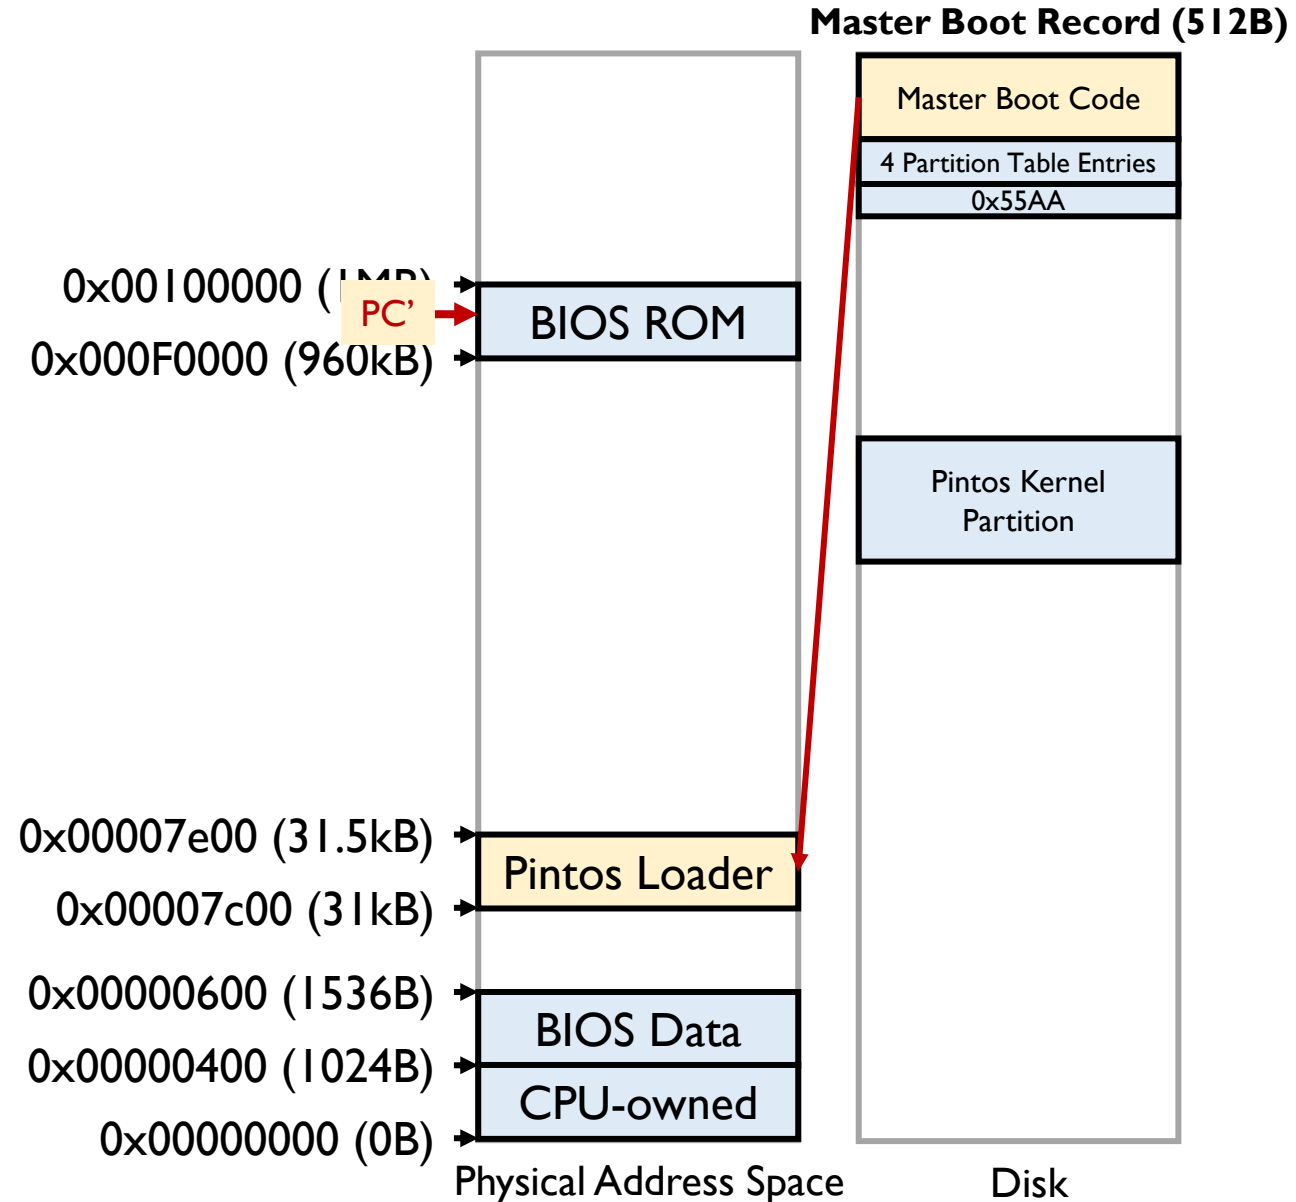 Master Boot Record (512B)
Master Boot Code
4 Partition Table Entries
0x55AA
0x00100000 (1MB)
PC’
BIOS ROM
0x000F0000 (960kB)
Pintos Kernel
Partition
0x00007e00 (31.5kB)
Pintos Loader
0x00007c00 (31kB)
0x00000600 (1536B)
BIOS Data
0x00000400 (1024B)
CPU-owned
0x00000000 (0B)
Physical Address Space
Disk